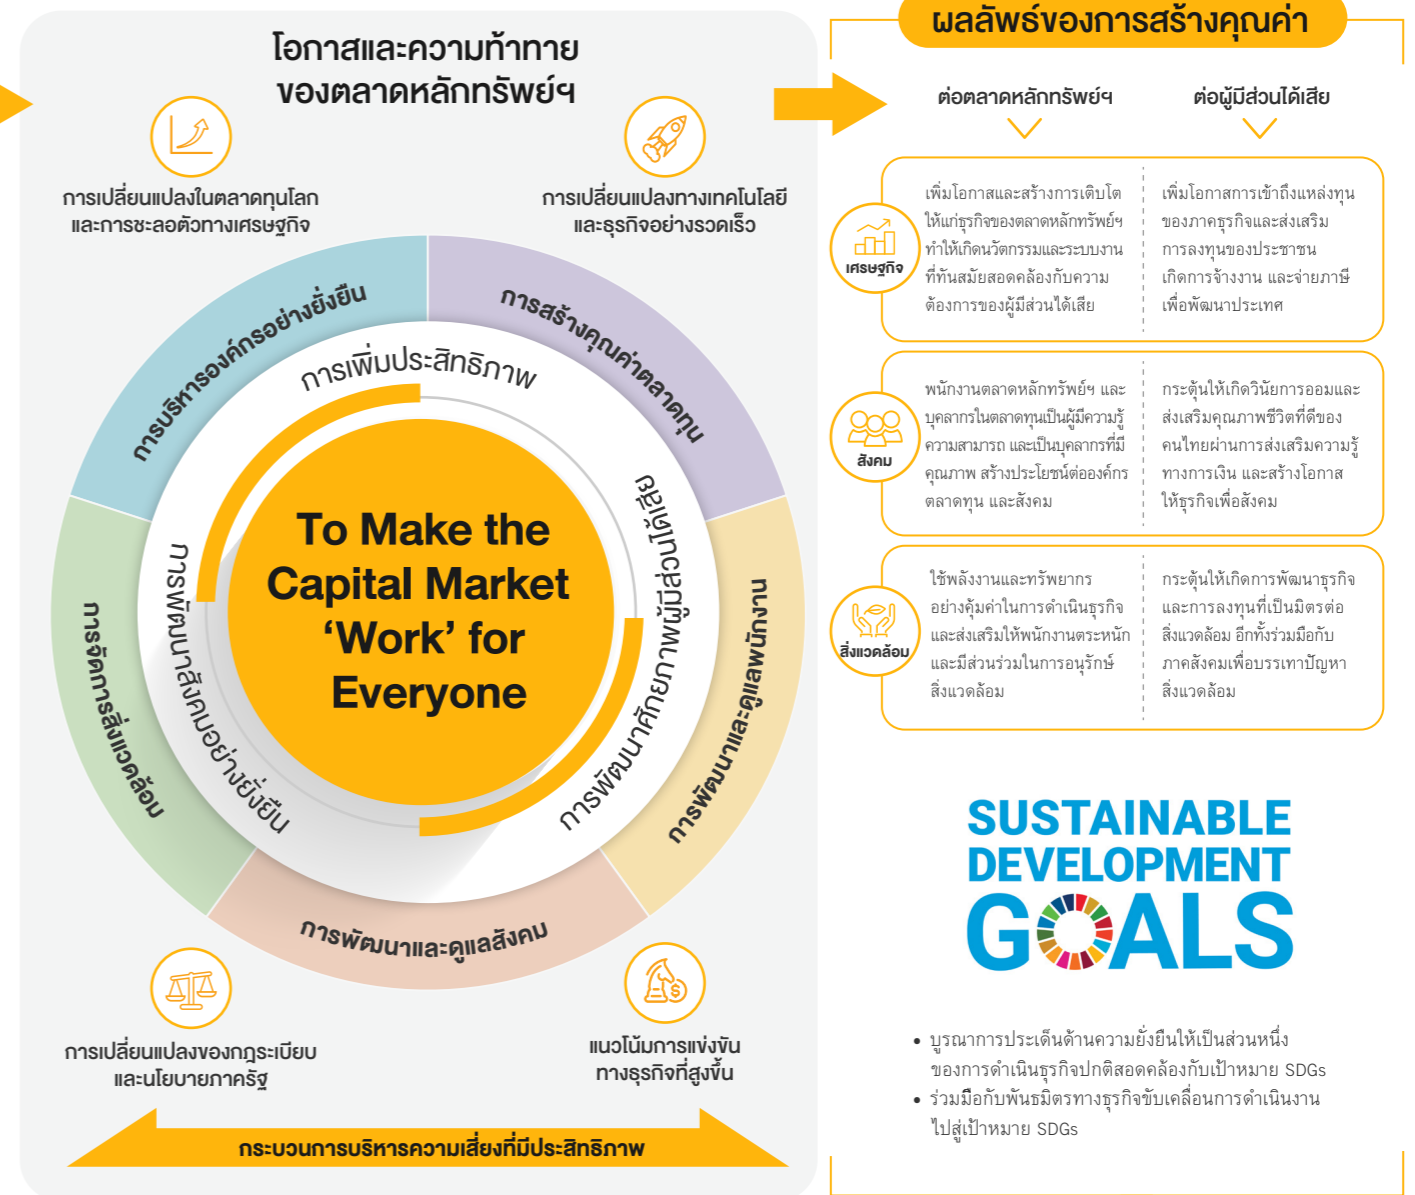 โอกาสและความท้าทาย
ของตลาดหลักทรัพย์ฯ
การเปลี่ยนแปลงในตลาดทุนโลก
และการชะลอตัวทางเศรษฐกิจ
การเปลี่ยนแปลงทางเทคโนโลยี
และธุรกิจอย่างรวดเร็ว
การบริหารองค์กรอย่างยั่งยืน
การสร้างคุณค่าตลาดทุน
การพัฒนาและดูแลพนักงาน
การพัฒนาและดูแลสังคม
การจัดการสิ่งแวดล้อม
การเพิ่มประสิทธิภาพ
การพัฒนาศักยภาพผู้มีส่วนได้เสีย
การพัฒนาสังคมอย่างยั่งยืน
To Make the
Capital Market
‘Work’ for
Everyone
การเปลี่ยนแปลงของกฎระเบียบ
และนโยบายภาครัฐ
แนวโน้มการแข่งขัน
ทางธุรกิจที่สูงขึ้น
กระบวนการบริหารความเสี่ยงที่มีประสิทธิภาพ
ผลลัพธ์ของการสร้างคุณค่า
ต่อตลาดหลักทรัพย์ฯ
ต่อผู้มีส่วนได้เสีย
เศรษฐกิจ
เพิ่มโอกาสและสร้างการเติบโต
ให้แก่ธุรกิจของตลาดหลักทรัพย์ฯ
ทำให้เกิดนวัตกรรมและระบบงาน
ที่ทันสมัยสอดคล้องกับความ
ต้องการของผู้มีส่วนได้เสีย
เพิ่มโอกาสการเข้าถึงแหล่งทุน
ของภาคธุรกิจและส่งเสริม
การลงทุนของประชาชน
เกิดการจ้างงาน และจ่ายภาษี
เพื่อพัฒนาประเทศ
สังคม
พนักงานตลาดหลักทรัพย์ฯ และ
บุคลากรในตลาดทุนเป็นผู้มีความรู้
ความสามารถ และเป็นบุคลากรที่มี
คุณภาพ สร้างประโยชน์ต่อองค์กร
ตลาดทุน และสังคม
กระตุ้นให้เกิดวินัยการออมและ
ส่งเสริมคุณภาพชีวิตที่ดีของ
คนไทยผ่านการส่งเสริมความรู้
ทางการเงิน และสร้างโอกาส
ให้ธุรกิจเพื่อสังคม
สิ่งแวดล้อม
ใช้พลังงานและทรัพยากร
อย่างคุ้มค่าในการดำเนินธุรกิจ
และส่งเสริมให้พนักงานตระหนัก
และมีส่วนร่วมในการอนุรักษ์
สิ่งแวดล้อม
กระตุ้นให้เกิดการพัฒนาธุรกิจ
และการลงทุนที่เป็นมิตรต่อ
สิ่งแวดล้อม อีกทั้งร่วมมือกับ
ภาคสังคมเพื่อบรรเทาปัญหา
สิ่งแวดล้อม
SUSTAINABLE
DEVELOPMENT
GOALS
• บูรณาการประเด็นด้านความยั่งยืนให้เป็นส่วนหนึ่ง
ของการดำเนินธุรกิจปกติสอดคล้องกับเป้าหมาย SDGs
• ร่วมมือกับพันธมิตรทางธุรกิจขับเคลื่อนการดำเนินงาน
ไปสู่เป้าหมาย SDGs